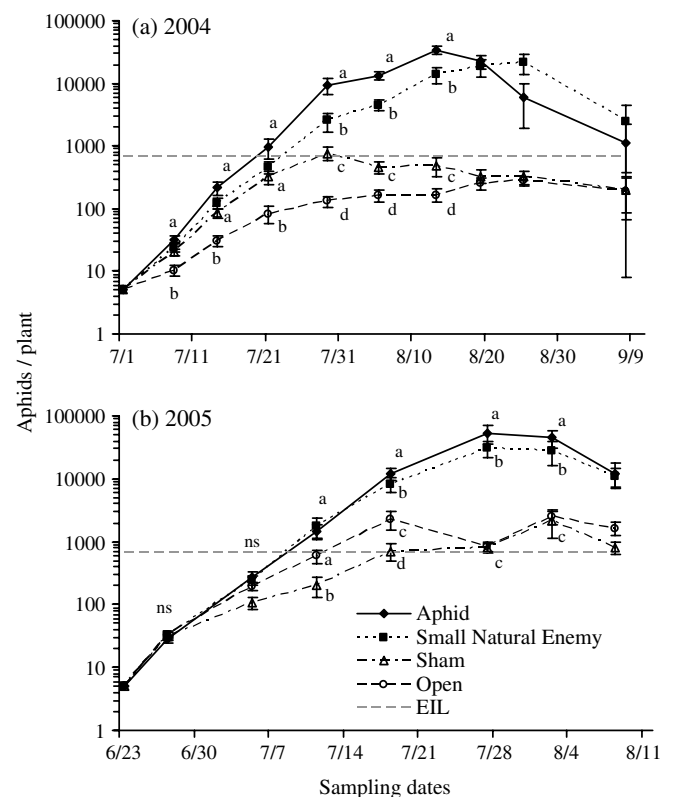 (a) 2004
100000
10000
1000
100
10
1
a
a
a
a
a
a
b
b
b
a
a
c
c
c
b
b
b
d
d
d
7/1
7/11
7/21
7/31
8/10
8/20
8/30
9/9
Aphids / plant
(b) 2005
100000
10000
1000
100
10
1
ns
ns
a
a
a
a
b
b
b
a
c
c
c
b
d
Aphid
Small Natural Enemy
Sham
Open
EIL
6/23
6/30
7/7
7/14
7/21
7/28
8/4
8/11
Sampling dates